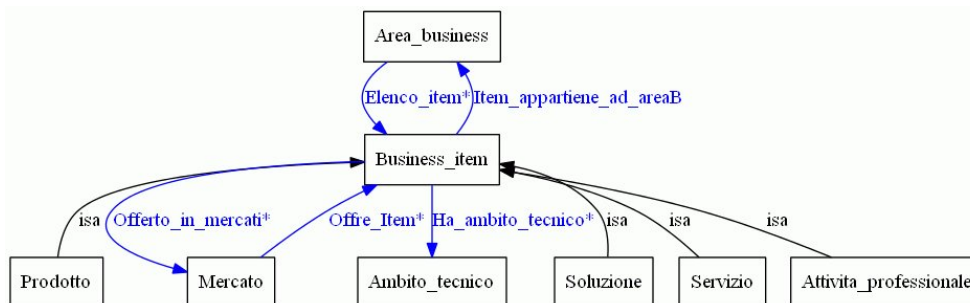 Area_business
Elenco_item* Item_appartiene_ad_areaB
Business_item
isa Offerto_in_mercati* Offre_Item* Ha_ambito_tecnico* isa isa isa
Prodotto Mercato Ambito_tecnico Soluzione Servizio Attivita_professionale